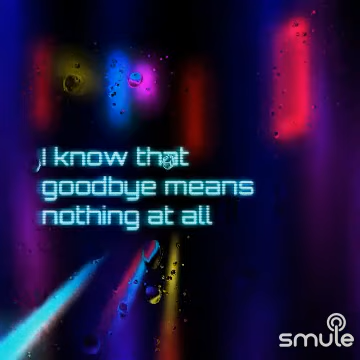 I know that
goodbye means
nothing at all
smule